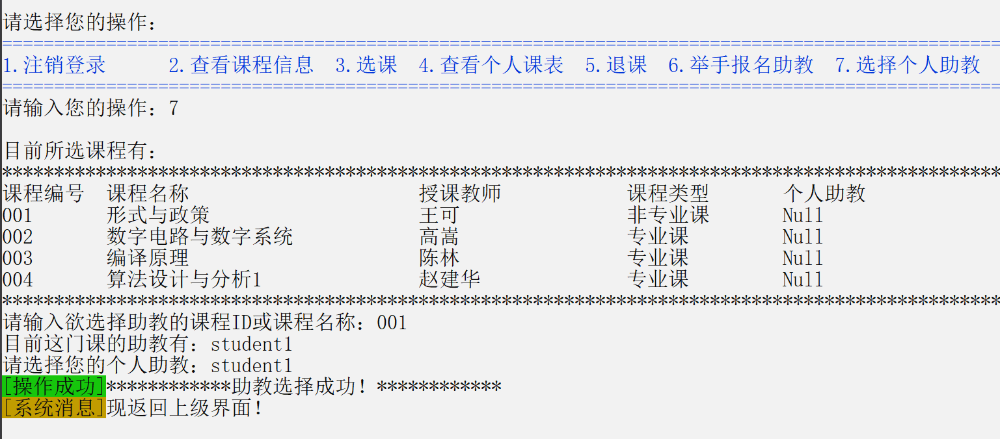 请选择您的操作：
================================================================================================
1.注销登录      2.查看课程信息  3.选课  4.查看个人课表  5.退课  6.举手报名助教  7.选择个人助教
================================================================================================
请输入您的操作：7
目前所选课程有：
************************************************************************************************
课程编号  课程名称                      授课教师            课程类型       个人助教
001       形式与政策                    王可                非专业课       Null
002       数字电路与数字系统            高嵩                专业课         Null
003       编译原理                      陈林                专业课         Null
004       算法设计与分析1               赵建华              专业课         Null
************************************************************************************************
请输入欲选择助教的课程ID或课程名称：001
目前这门课的助教有：student1
请选择您的个人助教：student1
[操作成功]************助教选择成功！************
[系统消息]现返回上级界面！